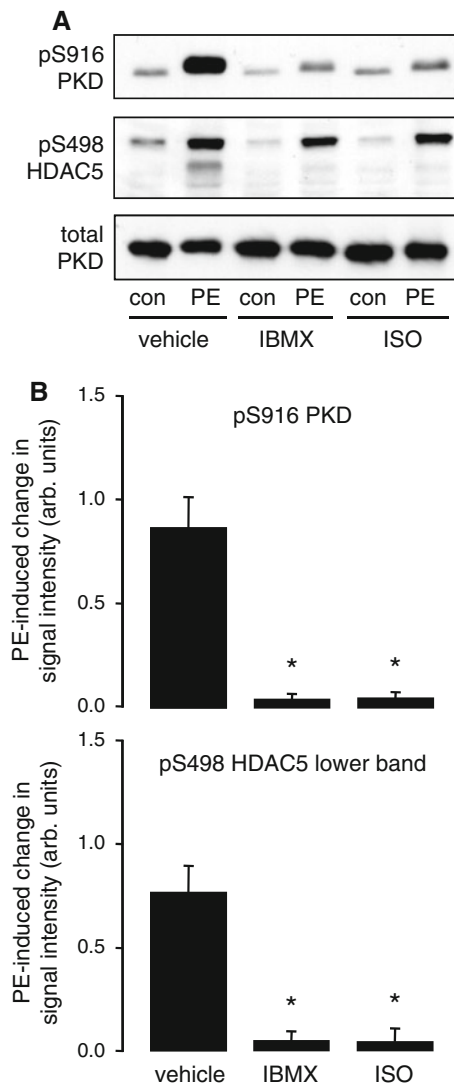 A
pS916
PKD
pS498
HDAC5
total
PKD
con PE con PE con PE
vehicle IBMX ISO
B
pS916 PKD
PE-induced change in
signal intensity (arb. units)
1.5
1.0
0.5
0.0
* *
pS498 HDAC5 lower band
PE-induced change in
signal intensity (arb. units)
1.5
1.0
0.5
0.0
* *
vehicle IBMX ISO